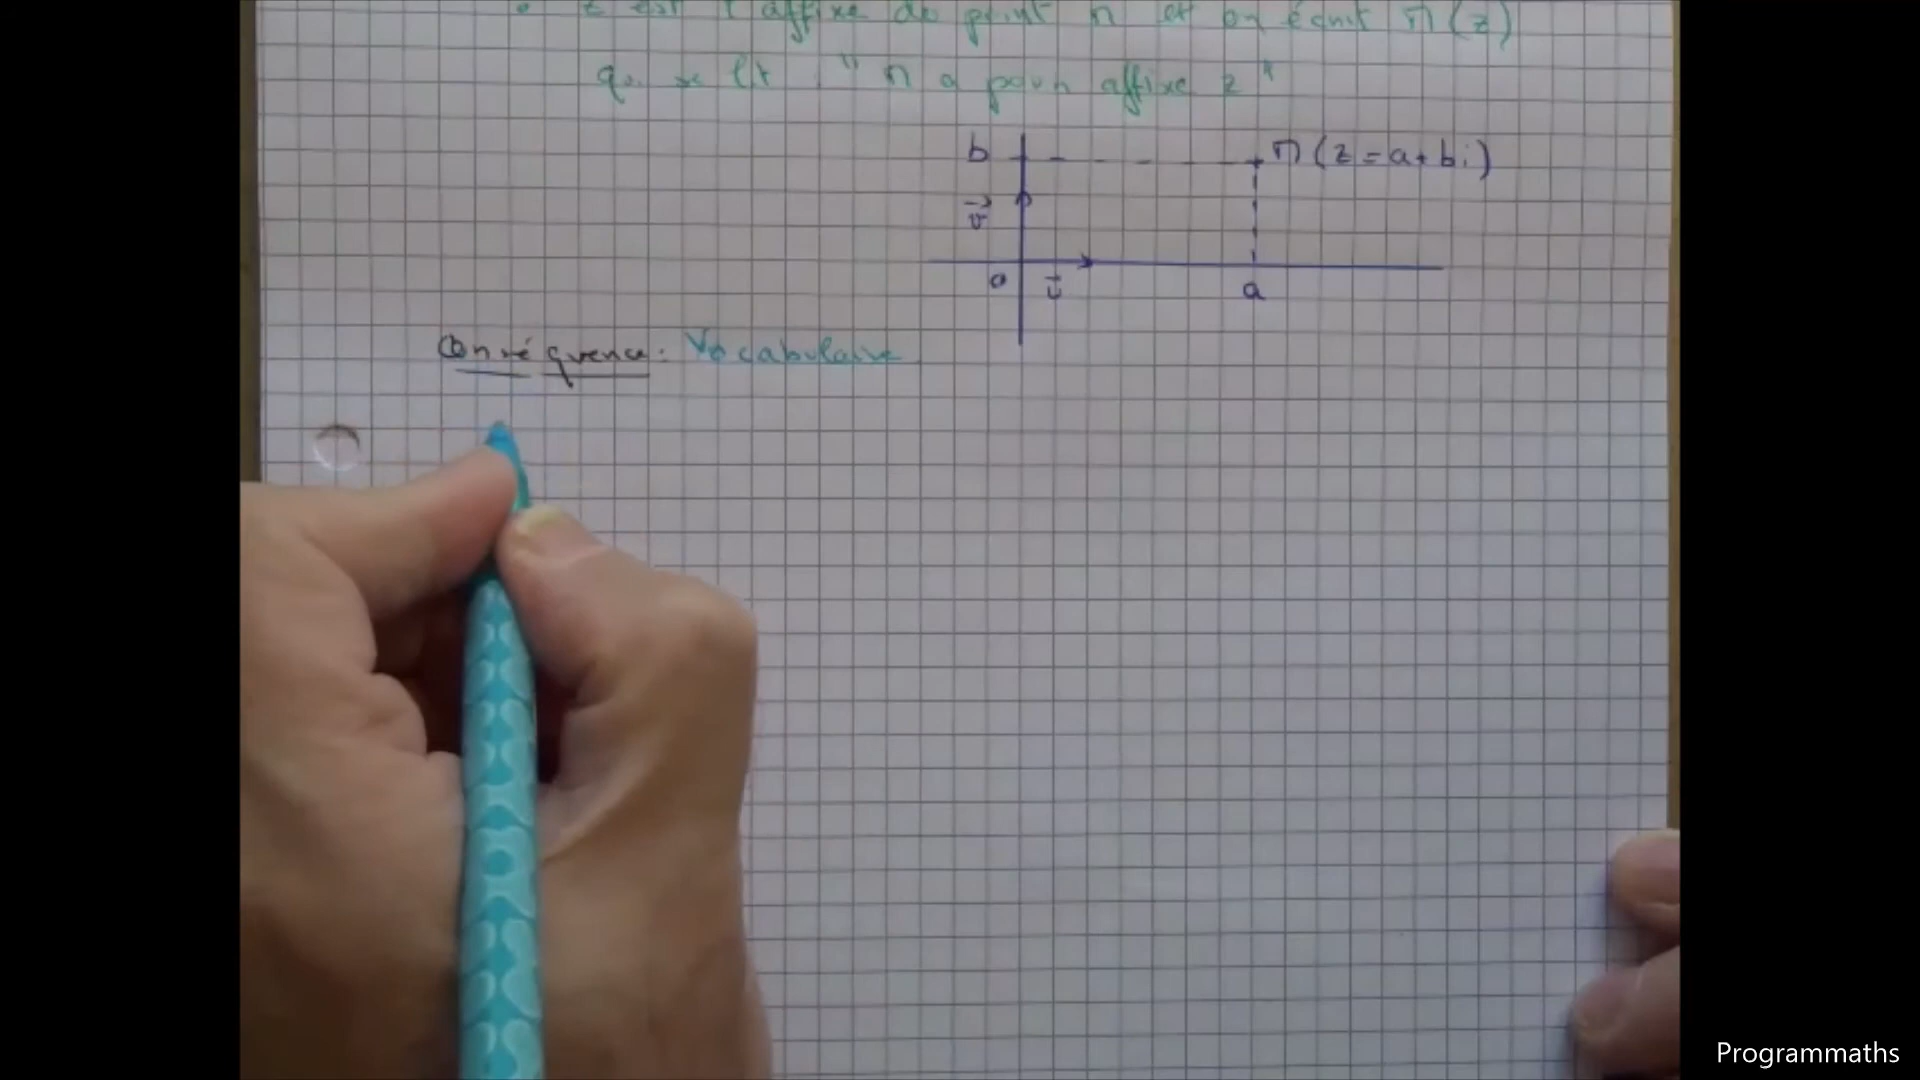 z est l'affixe du point M et on écrit M(z)
qui se lit : "M a pour affixe z"
b M(z=a+bi)
v
o u a
Conséquence : Vocabulaire
Programmaths